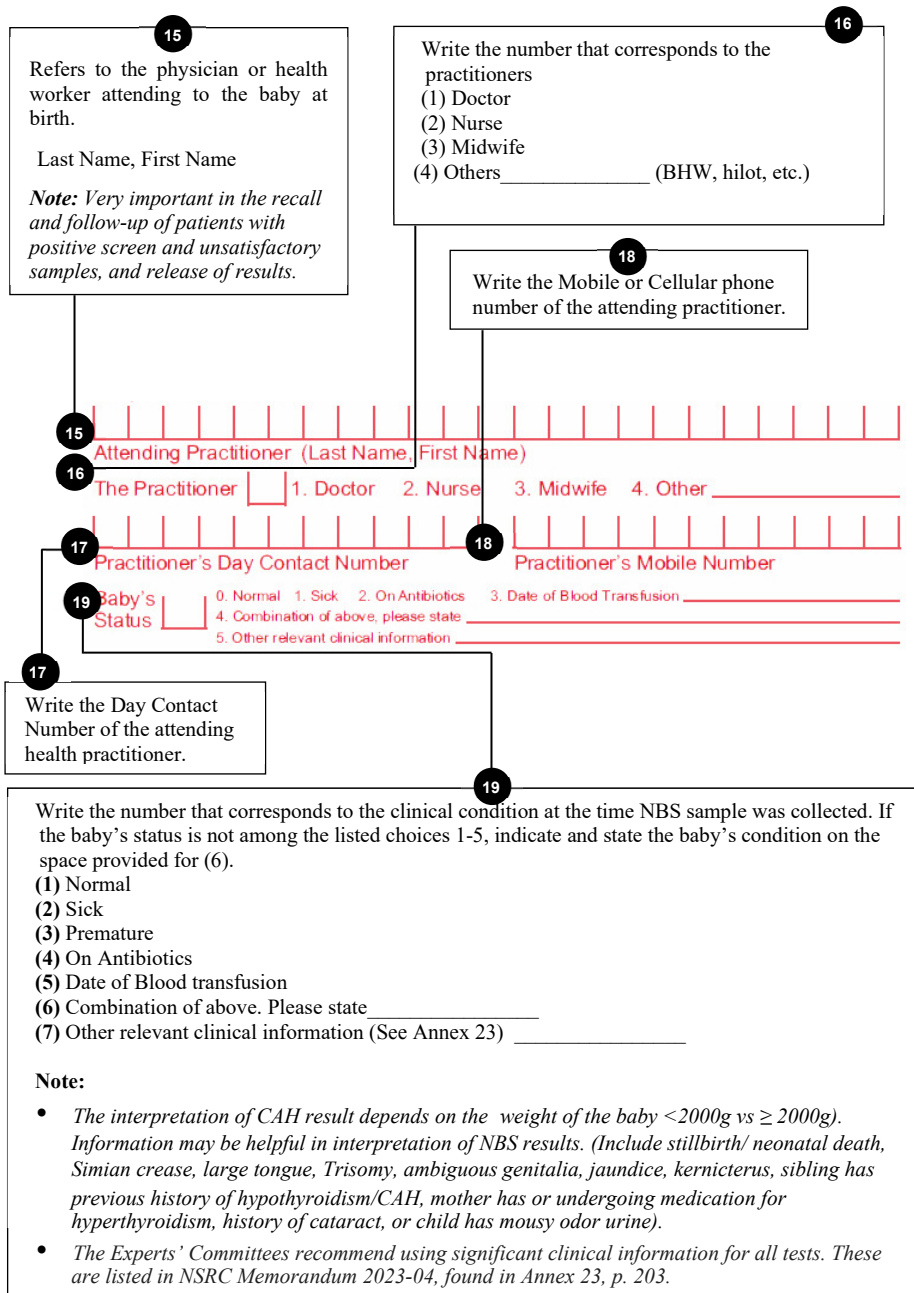 15
Refers to the physician or health
worker attending to the baby at
birth.
Last Name, First Name
Note: Very important in the recall
and follow-up of patients with
positive screen and unsatisfactory
samples, and release of results.
16
Write the number that corresponds to the
practitioners
(1) Doctor
(2) Nurse
(3) Midwife
(4) Others______________ (BHW, hilot, etc.)
18
Write the Mobile or Cellular phone
number of the attending practitioner.
15
Attending Practitioner (Last Name, First Name)
16
The Practitioner 1. Doctor 2. Nurse 3. Midwife 4. Other
17
18
Practitioner's Day Contact Number Practitioner's Mobile Number
19
Baby's Status
0. Normal 1. Sick 2. On Antibiotics 3. Date of Blood Transfusion
4. Combination of above, please state
5. Other relevant clinical information
17
Write the Day Contact
Number of the attending
health practitioner.
19
Write the number that corresponds to the clinical condition at the time NBS sample was collected. If
the baby's status is not among the listed choices 1-5, indicate and state the baby's condition on the
space provided for (6).
(1) Normal
(2) Sick
(3) Premature
(4) On Antibiotics
(5) Date of Blood transfusion
(6) Combination of above. Please state________________
(7) Other relevant clinical information (See Annex 23) ________________
Note:
• The interpretation of CAH result depends on the weight of the baby <2000g vs ≥ 2000g).
Information may be helpful in interpretation of NBS results. (Include stillbirth/ neonatal death,
Simian crease, large tongue, Trisomy, ambiguous genitalia, jaundice, kernicterus, sibling has
previous history of hypothyroidism/CAH, mother has or undergoing medication for
hyperthyroidism, history of cataract, or child has mousy odor urine).
• The Experts' Committees recommend using significant clinical information for all tests. These
are listed in NSRC Memorandum 2023-04, found in Annex 23, p. 203.